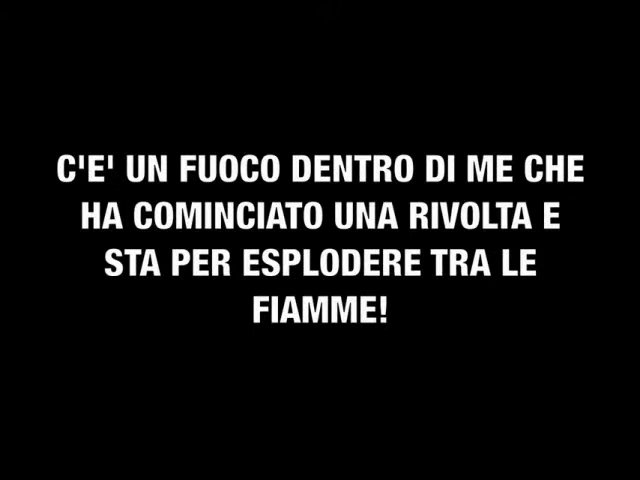 C'E' UN FUOCO DENTRO DI ME CHE
HA COMINCIATO UNA RIVOLTA E
STA PER ESPLODERE TRA LE
FIAMME!